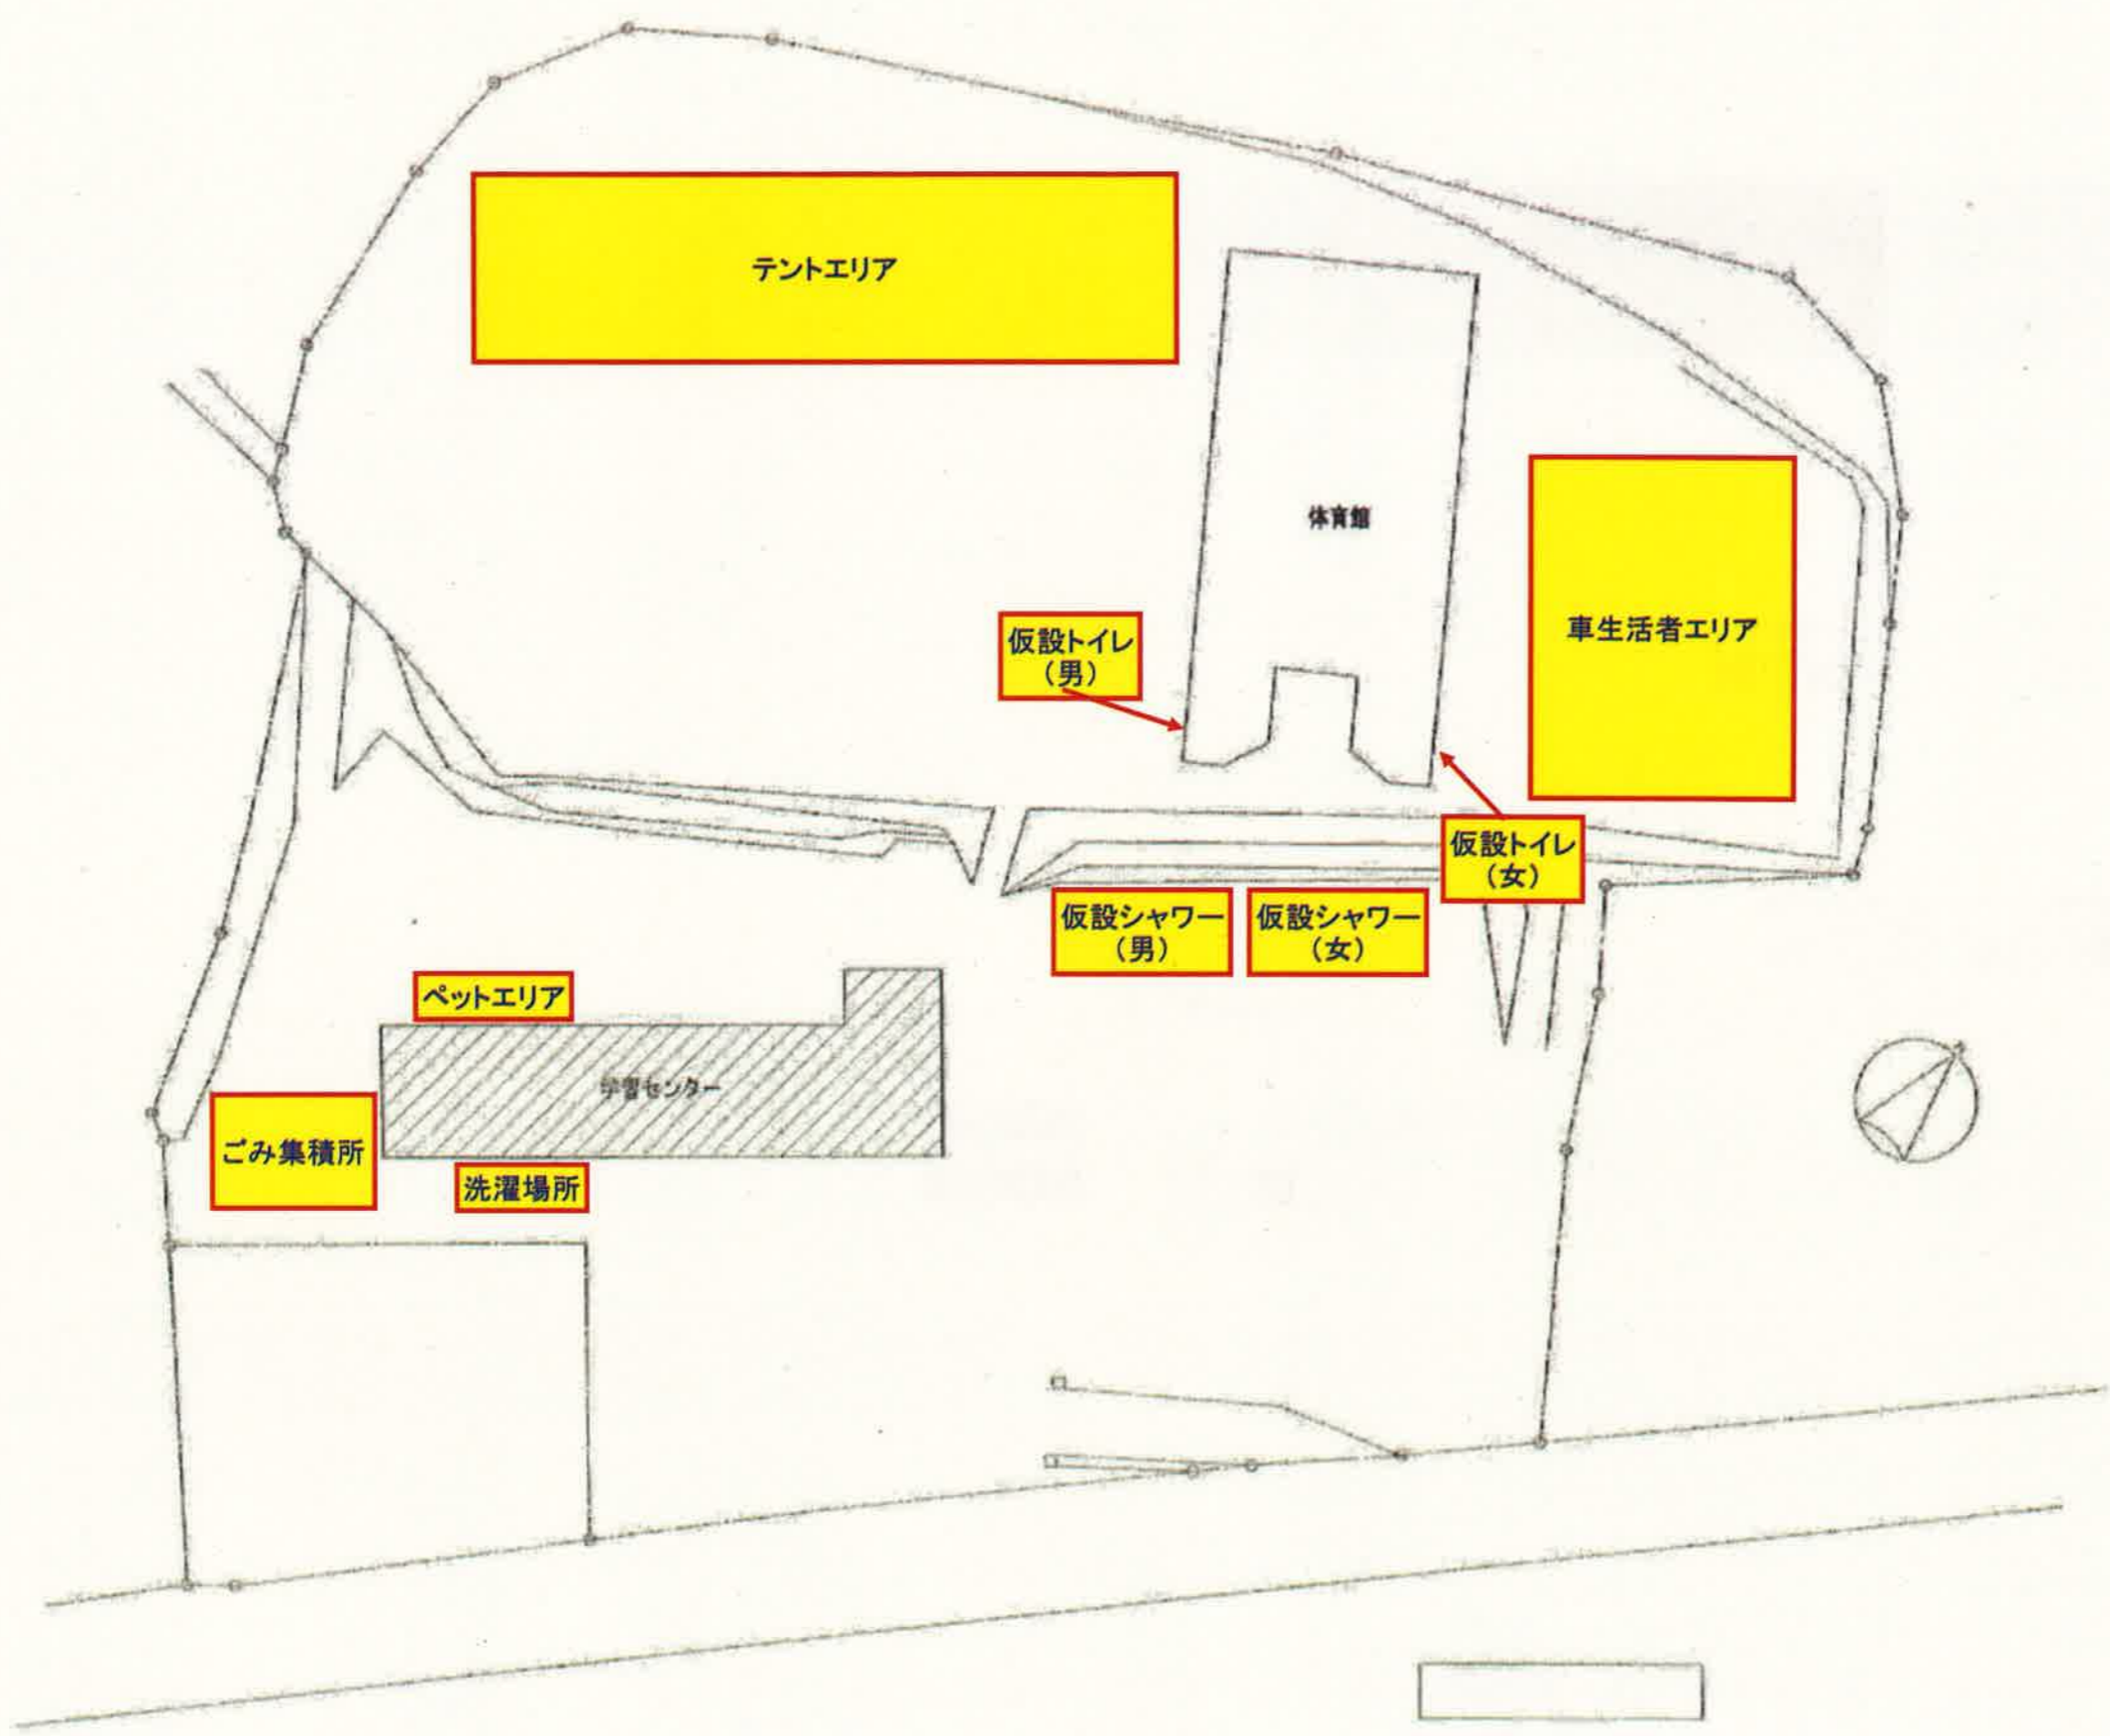 テントエリア
体育館
仮設トイレ
（男）
車生活者エリア
仮設トイレ
（女）
仮設シャワー
（男）
仮設シャワー
（女）
ペットエリア
学習センター
ごみ集積所
洗濯場所